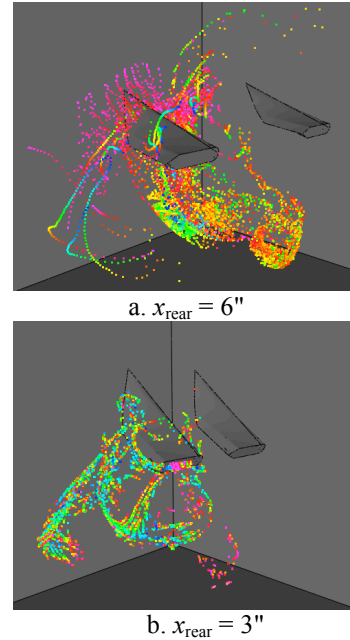 a. x_rear = 6"
b. x_rear = 3"